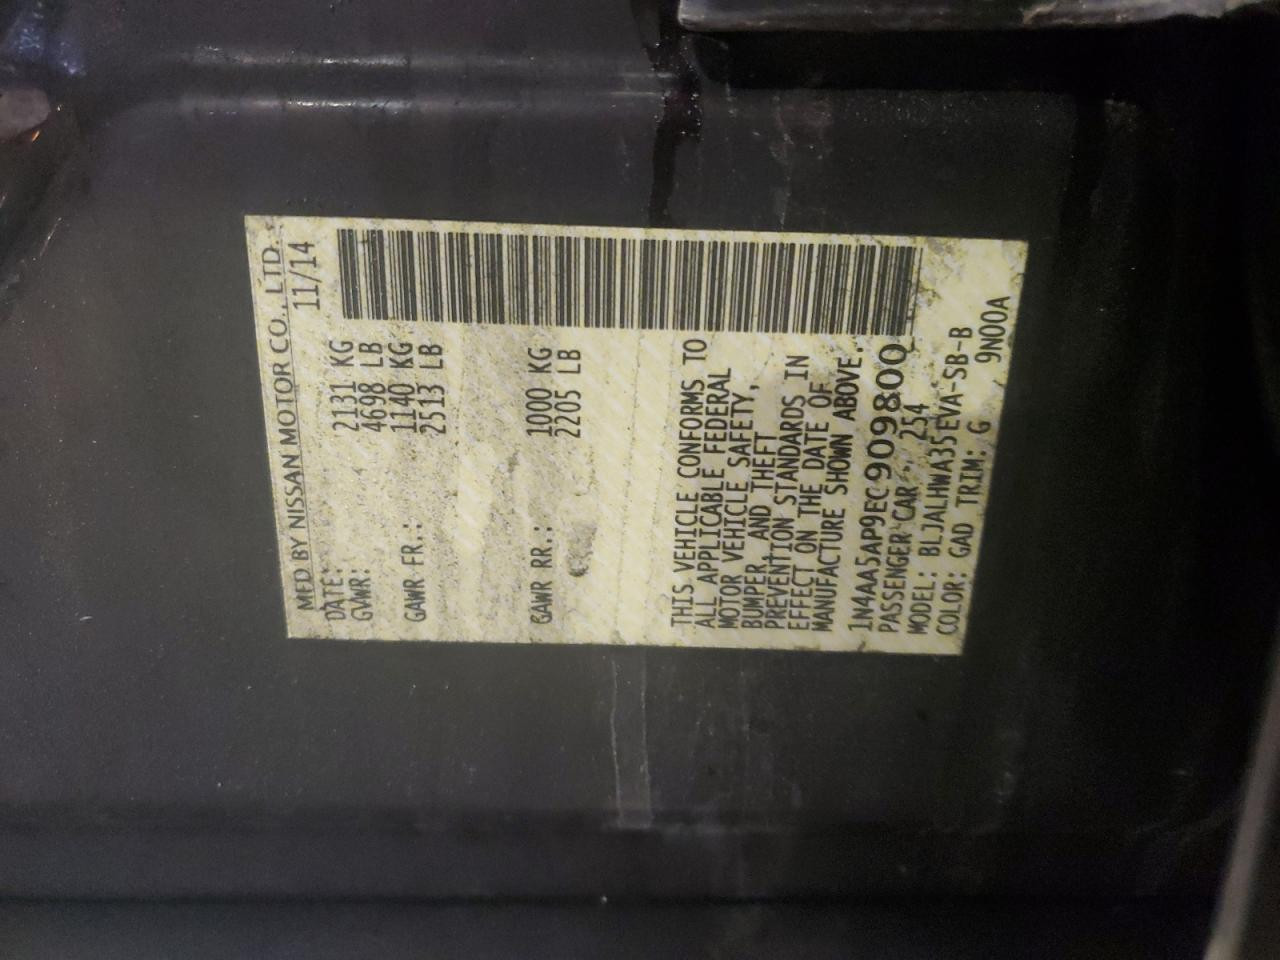 MFD BY NISSAN MOTOR CO., LTD.
DATE: 11/14
GVWR: 2131 KG
4698 LB
GAWR FR.: 1140 KG
2513 LB
GAWR RR.: 1000 KG
2205 LB
THIS VEHICLE CONFORMS TO
ALL APPLICABLE FEDERAL
MOTOR VEHICLE SAFETY,
BUMPER, AND THEFT
PREVENTION STANDARDS IN
EFFECT ON THE DATE OF
MANUFACTURE SHOWN ABOVE.
1N4AA5AP9EC909800
PASSENGER CAR 254
MODEL: BLJALHWA35EVA-SB-B
COLOR: GAD TRIM: G 9N00A